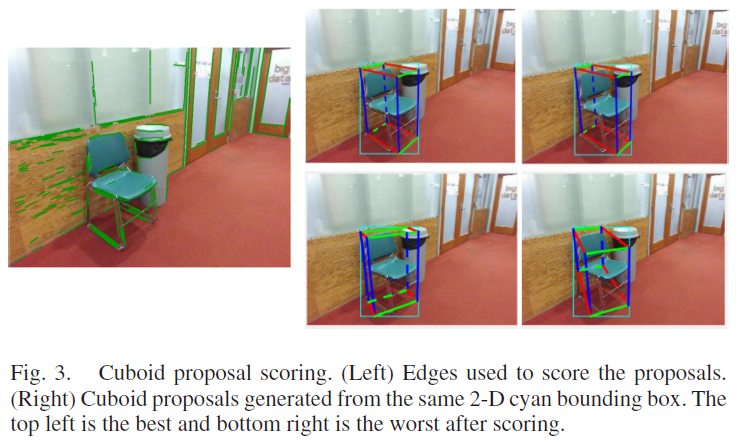 big
data
big
data
big
data
big
data
big
data
Fig. 3. Cuboid proposal scoring. (Left) Edges used to score the proposals.
(Right) Cuboid proposals generated from the same 2-D cyan bounding box. The
top left is the best and bottom right is the worst after scoring.